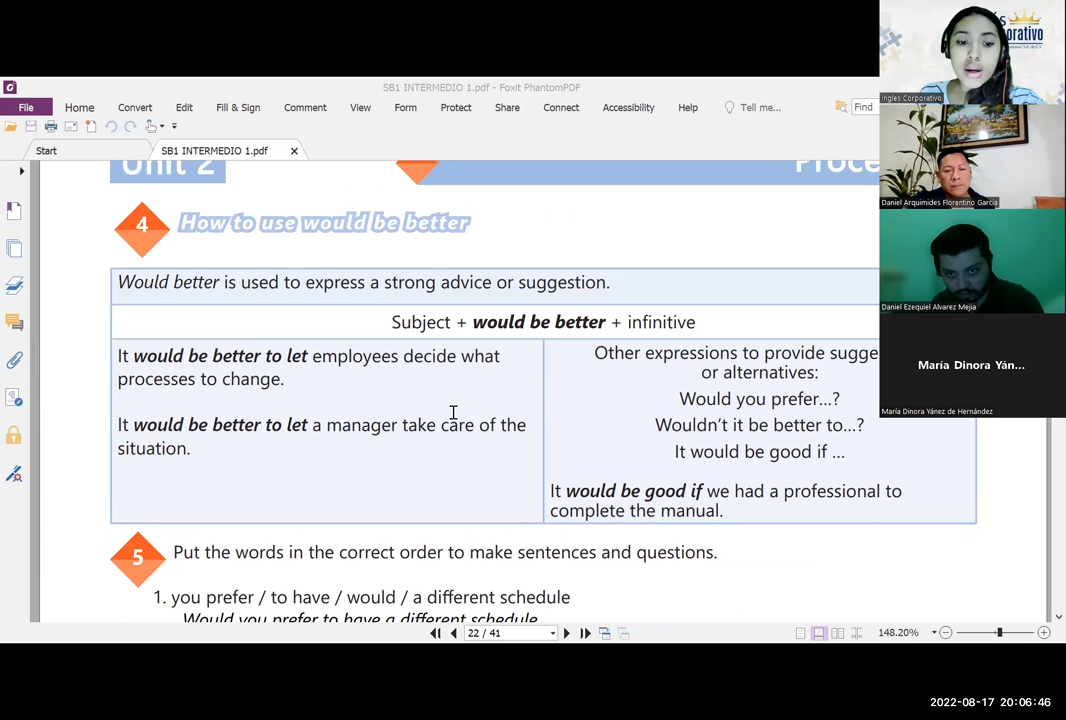 SB1 INTERMEDIO 1.pdf - Foxit PhantomPDF
File Home Convert Edit Fill & Sign Comment View Form Protect Share Connect Accessibility Help Tell me... Find
Start SB1 INTERMEDIO 1.pdf
Unit 2
4 How to use would be better
Would better is used to express a strong advice or suggestion.
Subject + would be better + infinitive
It would be better to let employees decide what
processes to change.
It would be better to let a manager take care of the
situation.
Other expressions to provide sugge
or alternatives:
Would you prefer...?
Wouldn't it be better to...?
It would be good if ...
It would be good if we had a professional to
complete the manual.
5 Put the words in the correct order to make sentences and questions.
1. you prefer / to have / would / a different schedule
Would you prefer to have a different schedule
22 / 41
148.20%
Ingles Corporativo
Daniel Arquimides Florentino Garcia
Daniel Ezequiel Alvarez Mejia
María Dinora Yán...
María Dinora Yánez de Hernández
2022-08-17 20:06:46